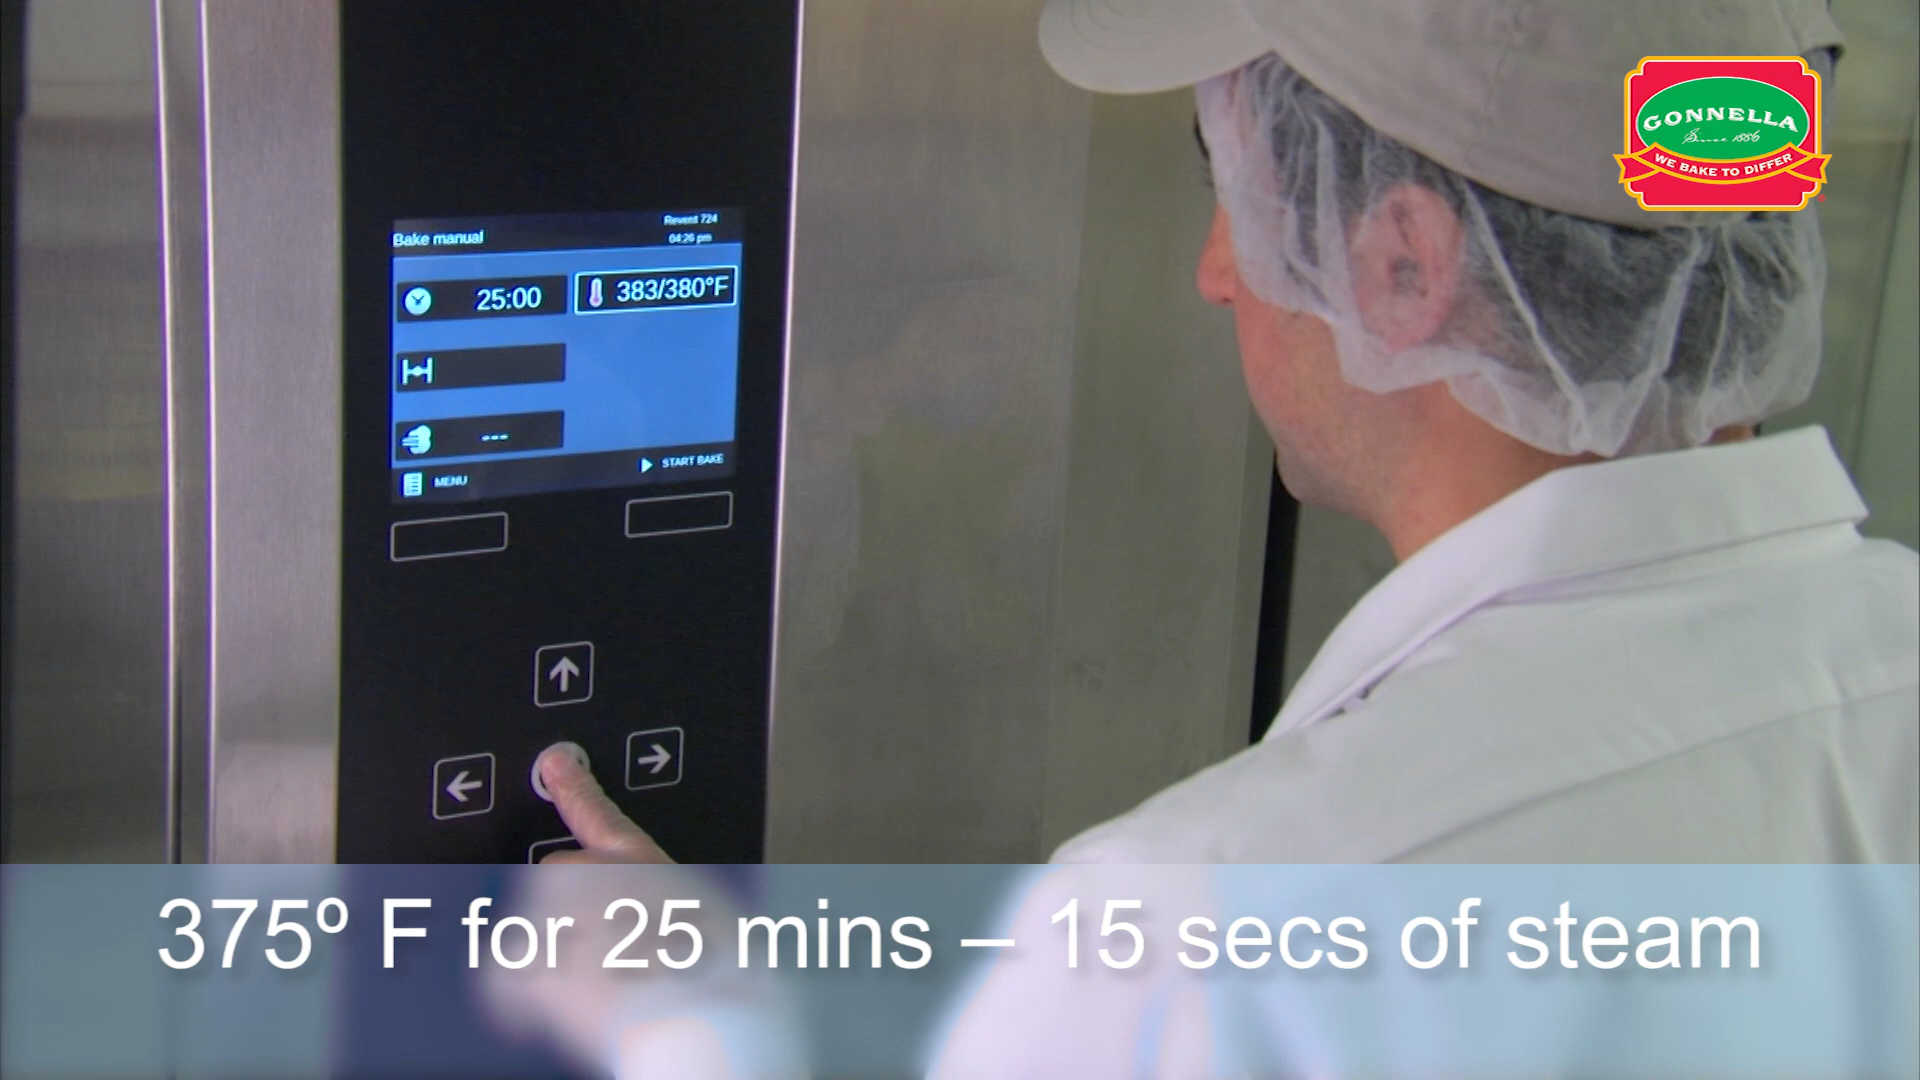 GONNELLA
Since 1886
WE BAKE TO DIFFER
Revent 724
Bake manual
04:26 pm
25:00
383/380°F
---
MENU
START BAKE
375º F for 25 mins – 15 secs of steam